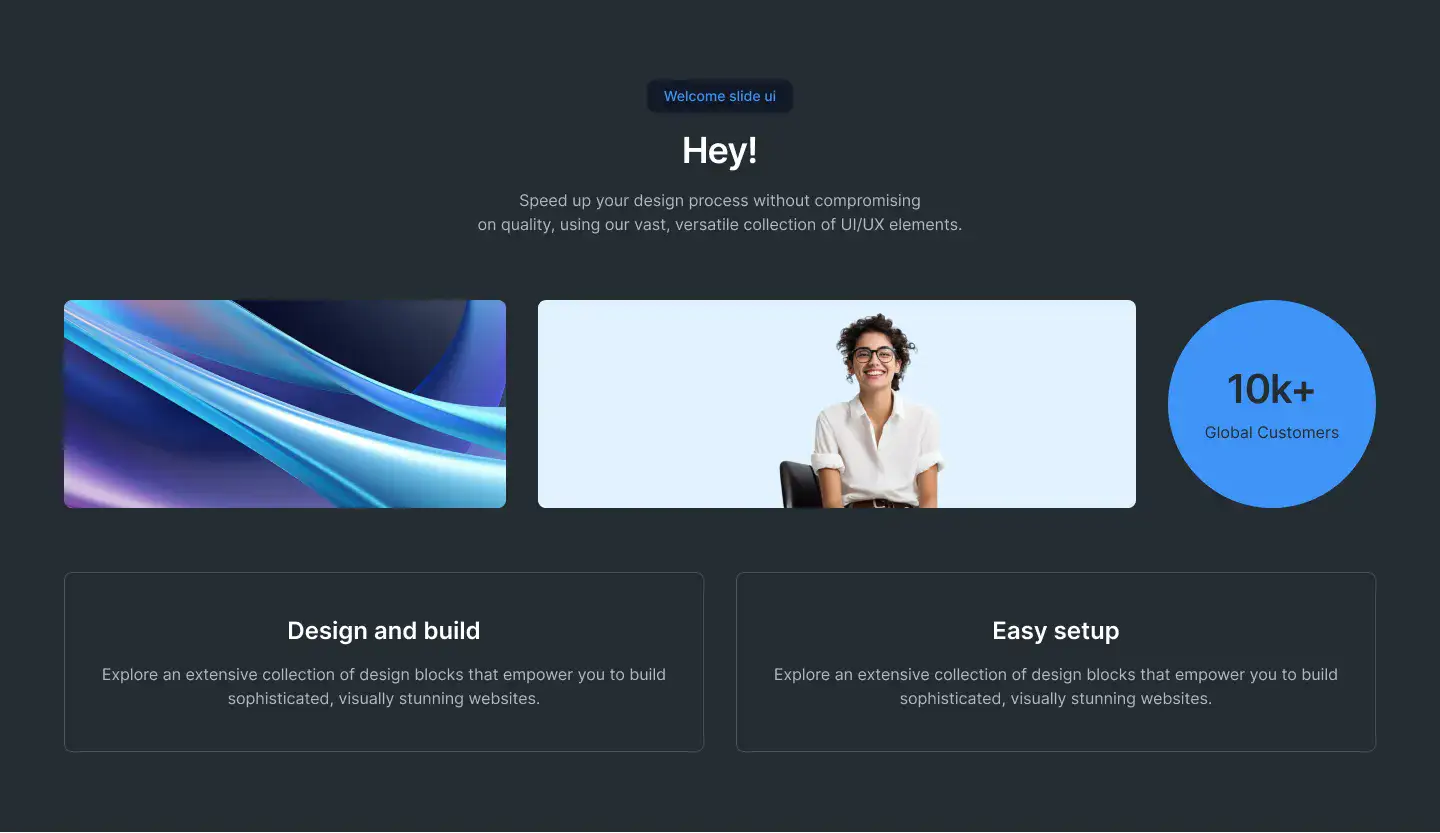 Welcome slide ui
Hey!
Speed up your design process without compromising
on quality, using our vast, versatile collection of UI/UX elements.
10k+
Global Customers
Design and build
Explore an extensive collection of design blocks that empower you to build
sophisticated, visually stunning websites.
Easy setup
Explore an extensive collection of design blocks that empower you to build
sophisticated, visually stunning websites.